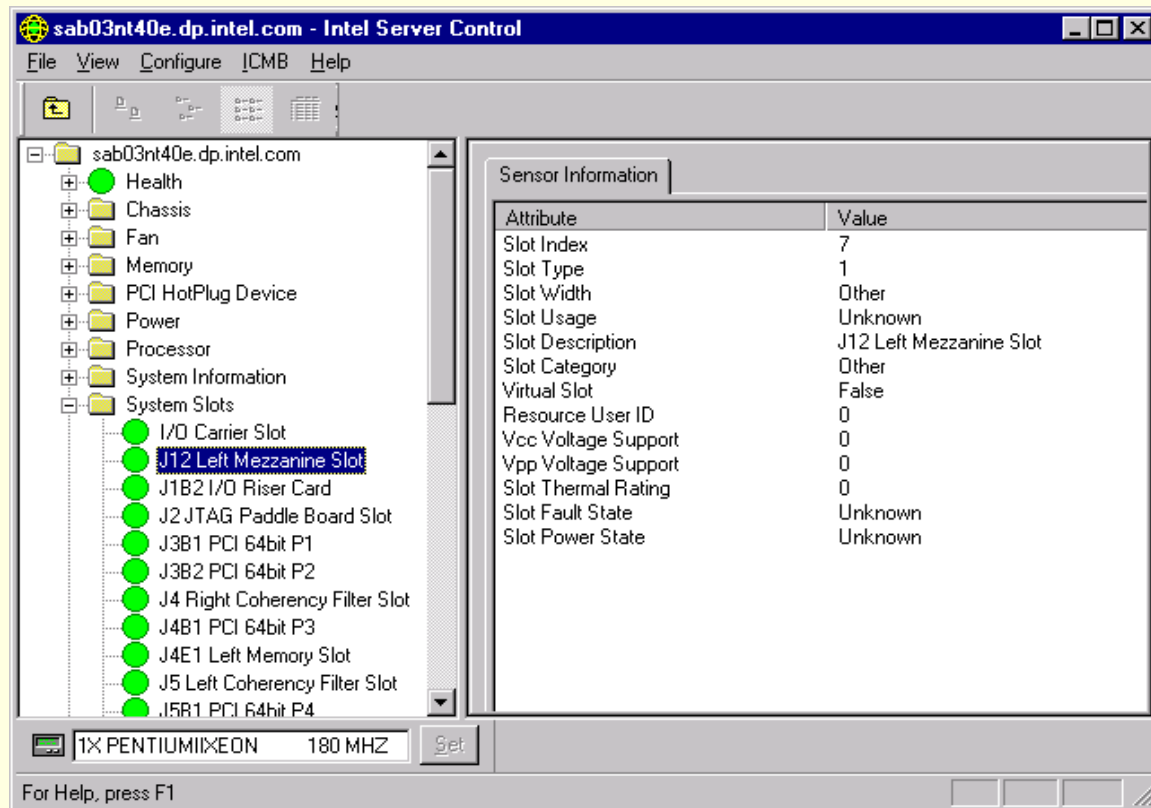 sab03nt40e.dp.intel.com - Intel Server Control
File View Configure ICMB Help
sab03nt40e.dp.intel.com
Health
Chassis
Fan
Memory
PCI HotPlug Device
Power
Processor
System Information
System Slots
I/O Carrier Slot
J12 Left Mezzanine Slot
J1B2 I/O Riser Card
J2 JTAG Paddle Board Slot
J3B1 PCI 64bit P1
J3B2 PCI 64bit P2
J4 Right Coherency Filter Slot
J4B1 PCI 64bit P3
J4E1 Left Memory Slot
J5 Left Coherency Filter Slot
J5B1 PCI 64bit P4
Sensor Information
Attribute Value
Slot Index 7
Slot Type 1
Slot Width Other
Slot Usage Unknown
Slot Description J12 Left Mezzanine Slot
Slot Category Other
Virtual Slot False
Resource User ID 0
Vcc Voltage Support 0
Vpp Voltage Support 0
Slot Thermal Rating 0
Slot Fault State Unknown
Slot Power State Unknown
1X PENTIUMIIXEON 180 MHZ Set
For Help, press F1